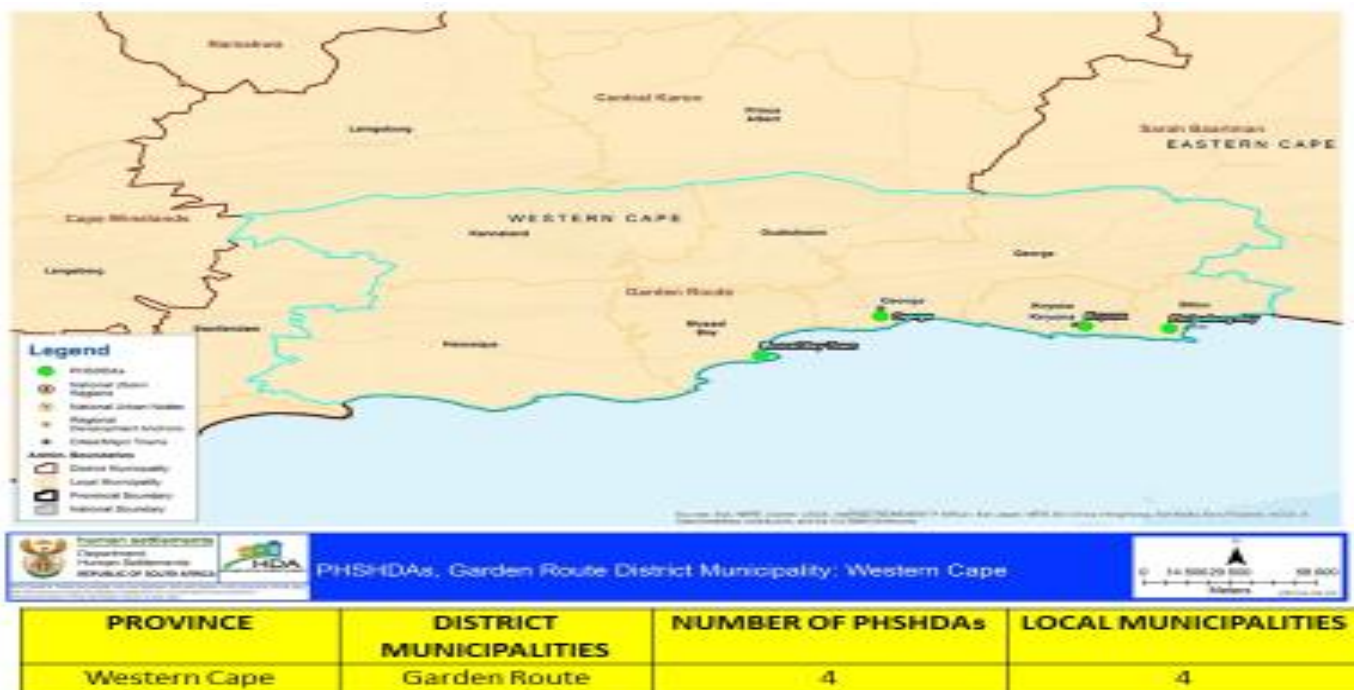 Central Karoo
Laingsburg
Prince
Albert
Sarah Baartman
EASTERN CAPE
Cape Winelands
WESTERN CAPE
Kannaland
Oudtshoorn
Langeberg
George
Garden Route
George
Knysna
Bitou
Knysna
Mossel
Bay
Hessequa
Swellendam
Legend
PHSHDAs
National Urban
Regions
National Urban Nodes
Regional
Development Anchors
Cities/Major Towns
Admin. Boundaries
District Municipality
Local Municipality
Provincial Boundary
National Boundary
human settlements
Department
Human Settlements
REPUBLIC OF SOUTH AFRICA
HDA
PHSHDAs, Garden Route District Municipality: Western Cape
Meters
PROVINCE DISTRICT MUNICIPALITIES NUMBER OF PHSHDAs LOCAL MUNICIPALITIES
Western Cape Garden Route 4 4